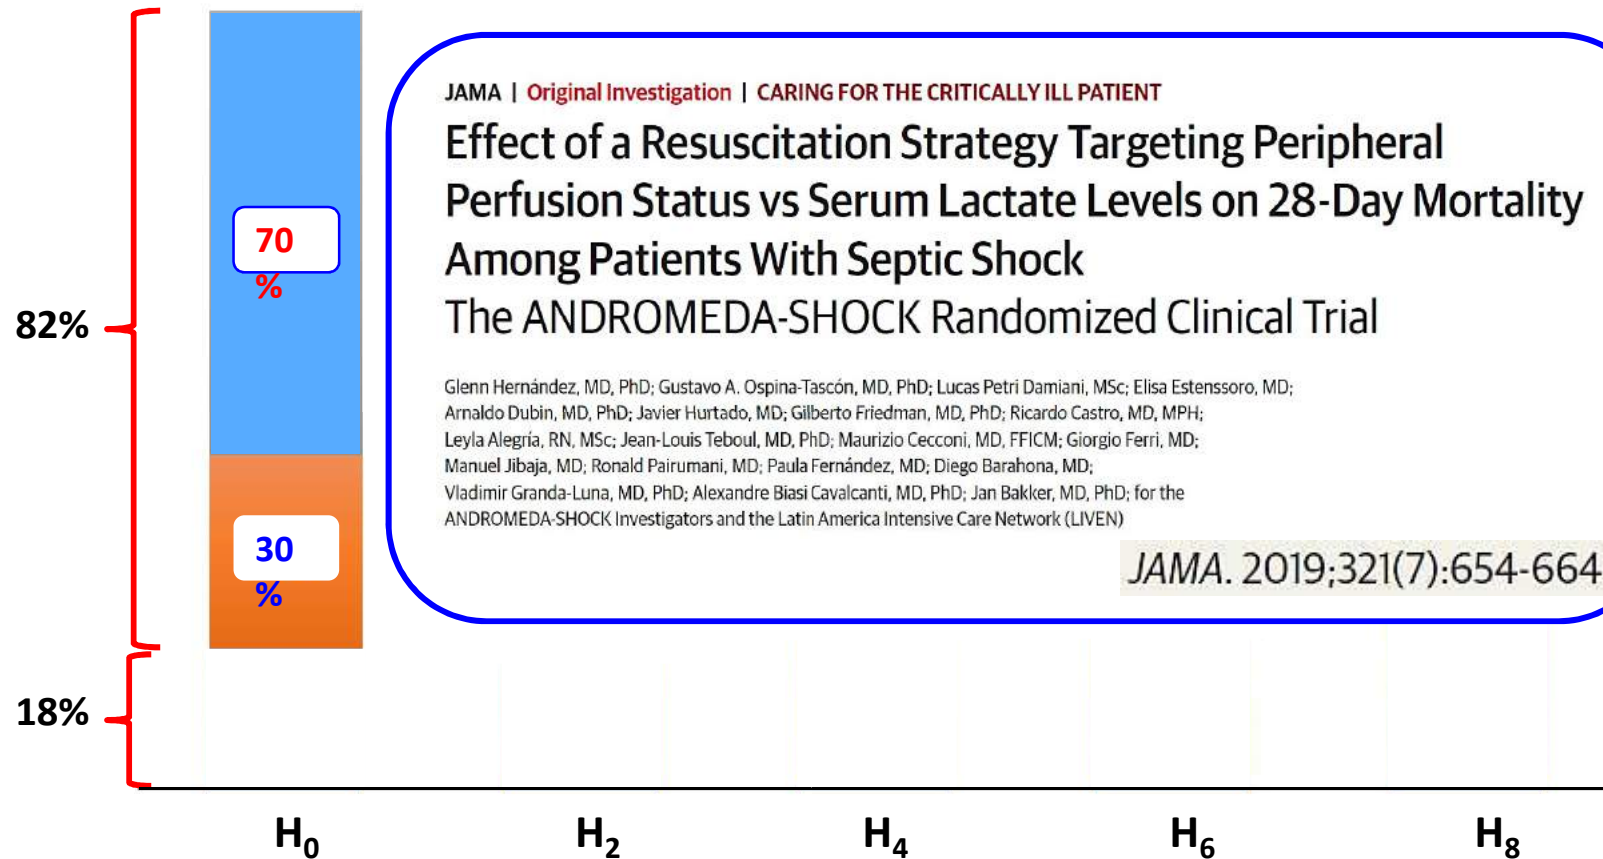 JAMA | Original Investigation | CARING FOR THE CRITICALLY ILL PATIENT
Effect of a Resuscitation Strategy Targeting Peripheral
Perfusion Status vs Serum Lactate Levels on 28-Day Mortality
Among Patients With Septic Shock
The ANDROMEDA-SHOCK Randomized Clinical Trial
Glenn Hernández, MD, PhD; Gustavo A. Ospina-Tascón, MD, PhD; Lucas Petri Damiani, MSc; Elisa Estenssoro, MD;
Arnaldo Dubin, MD, PhD; Javier Hurtado, MD; Gilberto Friedman, MD, PhD; Ricardo Castro, MD, MPH;
Leyla Alegría, RN, MSc; Jean-Louis Teboul, MD, PhD; Maurizio Cecconi, MD, FFICM; Giorgio Ferri, MD;
Manuel Jibaja, MD; Ronald Pairumani, MD; Paula Fernández, MD; Diego Barahona, MD;
Vladimir Granda-Luna, MD, PhD; Alexandre Biasi Cavalcanti, MD, PhD; Jan Bakker, MD, PhD; for the
ANDROMEDA-SHOCK Investigators and the Latin America Intensive Care Network (LIVEN)
JAMA. 2019;321(7):654-664
82%
70
%
30
%
18%
H0 H2 H4 H6 H8